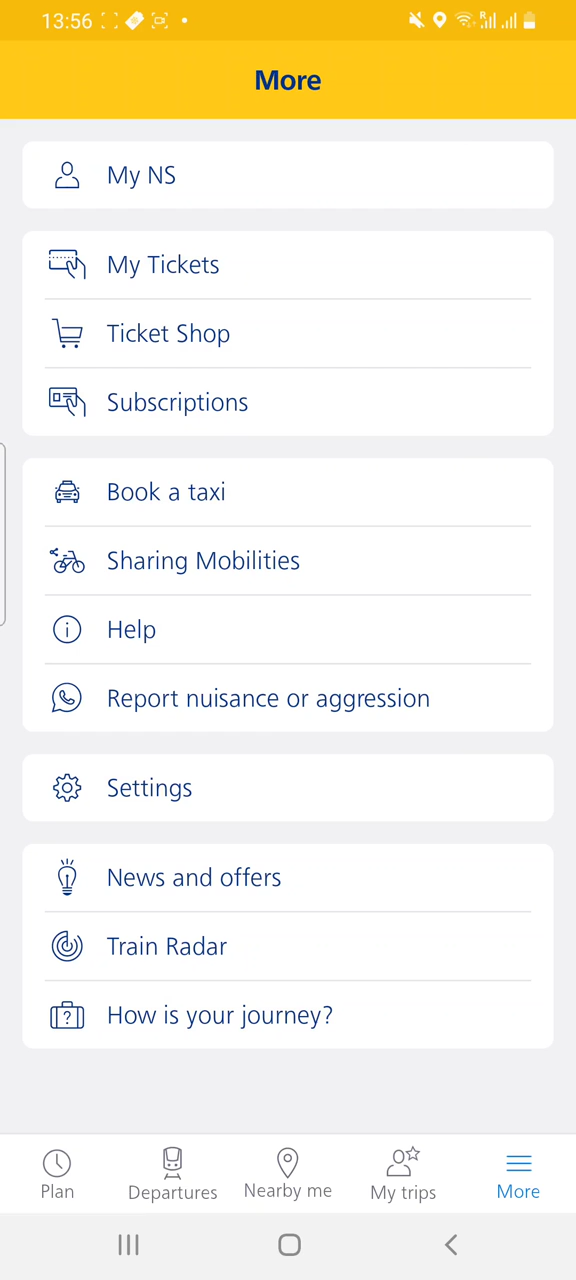 13:56
More
My NS
My Tickets
Ticket Shop
Subscriptions
Book a taxi
Sharing Mobilities
Help
Report nuisance or aggression
Settings
News and offers
Train Radar
How is your journey?
Plan
Departures
Nearby me
My trips
More